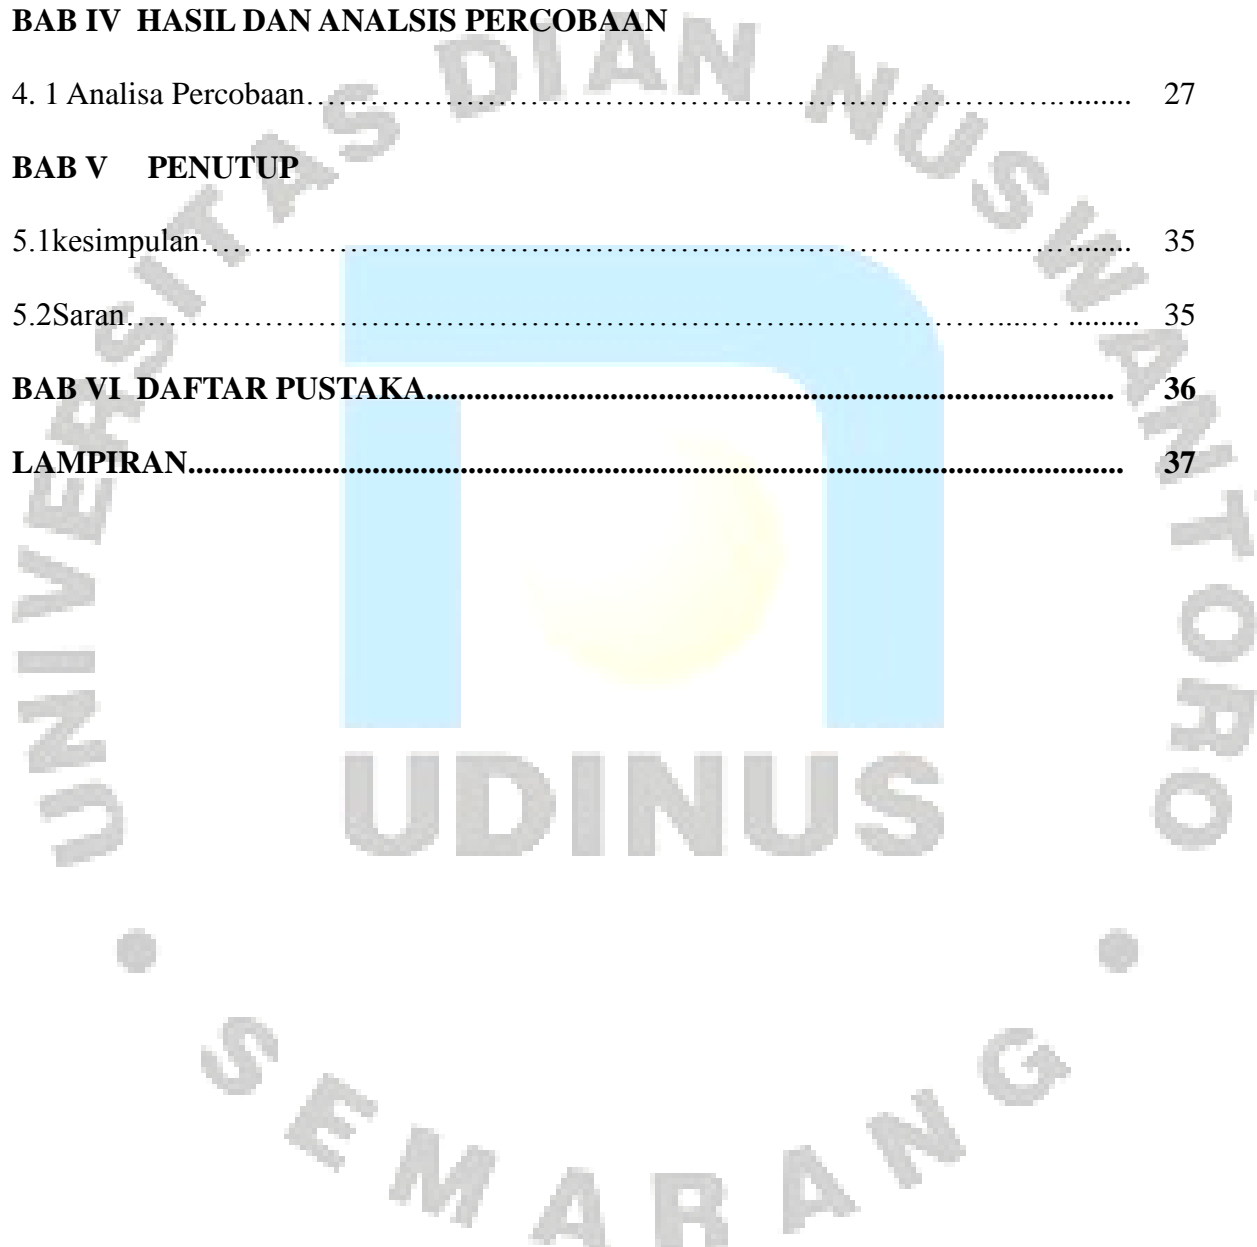 BAB IV HASIL DAN ANALSIS PERCOBAAN
4. 1 Analisa Percobaan........................................................................ 27
BAB V PENUTUP
5.1kesimpulan........................................................................ 35
5.2Saran........................................................................ 35
BAB VI DAFTAR PUSTAKA........................................................................ 36
LAMPIRAN........................................................................ 37
UNIVERSITAS DIAN NUSWANTORO
UDINUS
SEMARANG